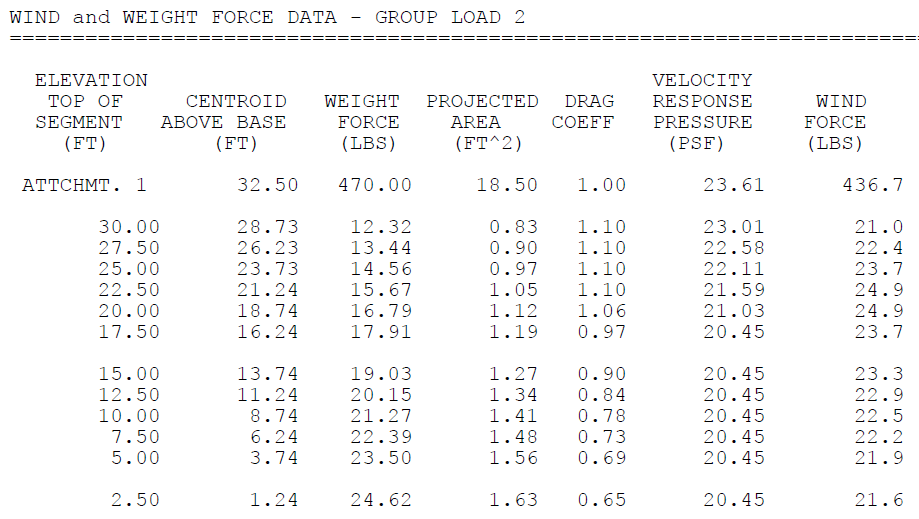 WIND and WEIGHT FORCE DATA - GROUP LOAD 2
===========================================================================
ELEVATION VELOCITY
TOP OF CENTROID WEIGHT PROJECTED DRAG RESPONSE WIND
SEGMENT ABOVE BASE FORCE AREA COEFF PRESSURE FORCE
(FT) (FT) (LBS) (FT^2) (PSF) (LBS)
ATTCHMT. 1 32.50 470.00 18.50 1.00 23.61 436.7
30.00 28.73 12.32 0.83 1.10 23.01 21.0
27.50 26.23 13.44 0.90 1.10 22.58 22.4
25.00 23.73 14.56 0.97 1.10 22.11 23.7
22.50 21.24 15.67 1.05 1.10 21.59 24.9
20.00 18.74 16.79 1.12 1.06 21.03 24.9
17.50 16.24 17.91 1.19 0.97 20.45 23.7
15.00 13.74 19.03 1.27 0.90 20.45 23.3
12.50 11.24 20.15 1.34 0.84 20.45 22.9
10.00 8.74 21.27 1.41 0.78 20.45 22.5
7.50 6.24 22.39 1.48 0.73 20.45 22.2
5.00 3.74 23.50 1.56 0.69 20.45 21.9
2.50 1.24 24.62 1.63 0.65 20.45 21.6